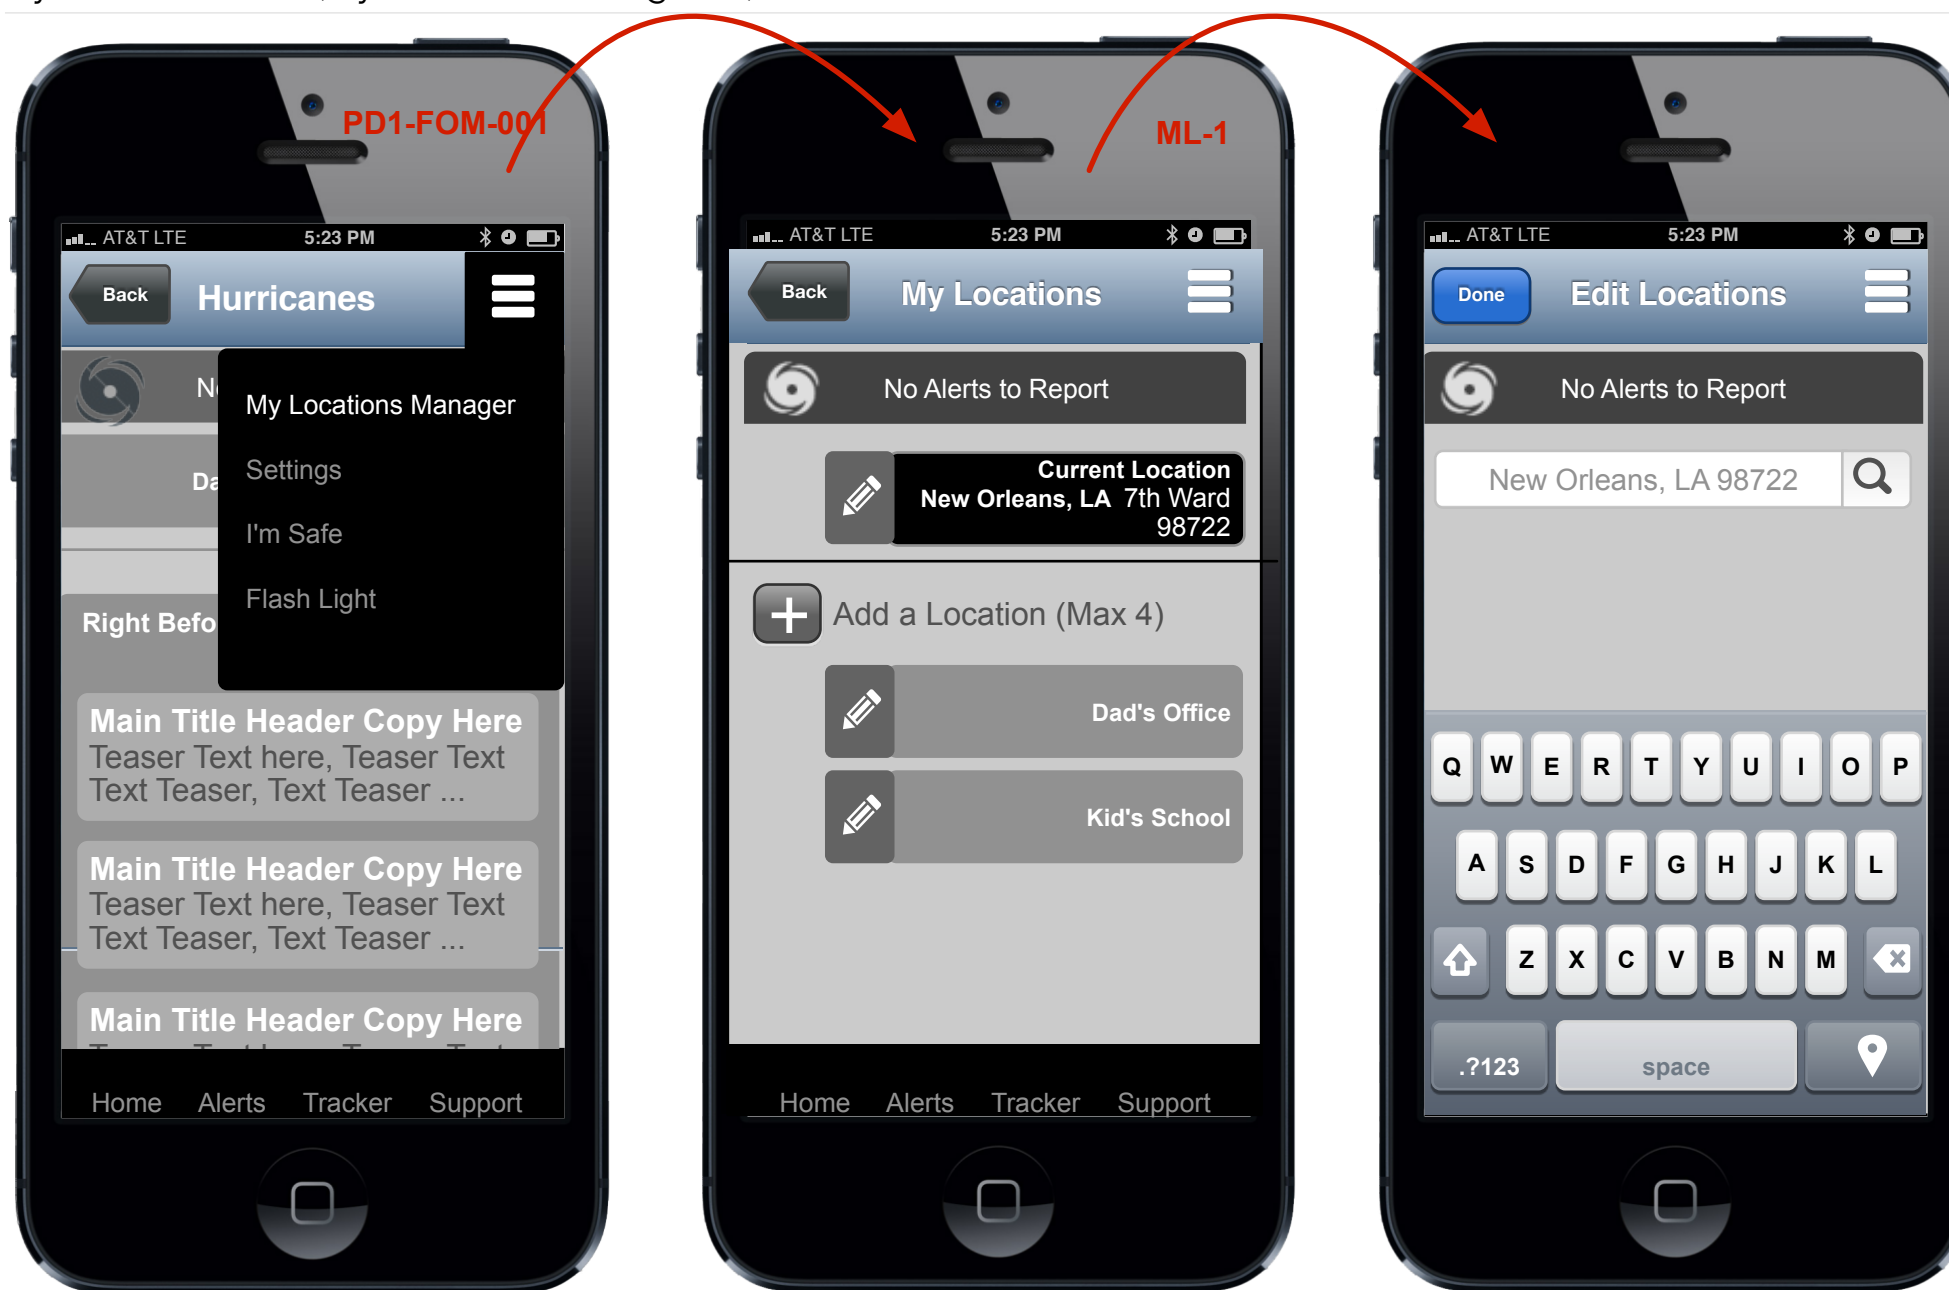 PD1-FOM-001
AT&T LTE 5:23 PM
Back Hurricanes
My Locations Manager
Settings
I'm Safe
Flash Light
Right Befo
Main Title Header Copy Here
Teaser Text here, Teaser Text
Text Teaser, Text Teaser ...
Main Title Header Copy Here
Teaser Text here, Teaser Text
Text Teaser, Text Teaser ...
Main Title Header Copy Here
Home Alerts Tracker Support
ML-1
AT&T LTE 5:23 PM
Back My Locations
No Alerts to Report
Current Location
New Orleans, LA 7th Ward
98722
Add a Location (Max 4)
Dad's Office
Kid's School
Home Alerts Tracker Support
AT&T LTE 5:23 PM
Done Edit Locations
No Alerts to Report
New Orleans, LA 98722
Q W E R T Y U I O P
A S D F G H J K L
Z X C V B N M
.?123 space